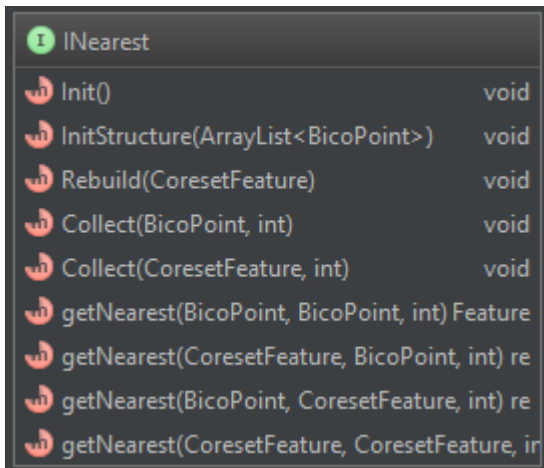 I INearest
m Init() void
m InitStructure(ArrayList<BicoPoint>) void
m Rebuild(CoresetFeature) void
m Collect(BicoPoint, int) void
m Collect(CoresetFeature, int) void
m getNearest(BicoPoint, BicoPoint, int) Feature
m getNearest(CoresetFeature, BicoPoint, int) re
m getNearest(BicoPoint, CoresetFeature, int) re
m getNearest(CoresetFeature, CoresetFeature, in